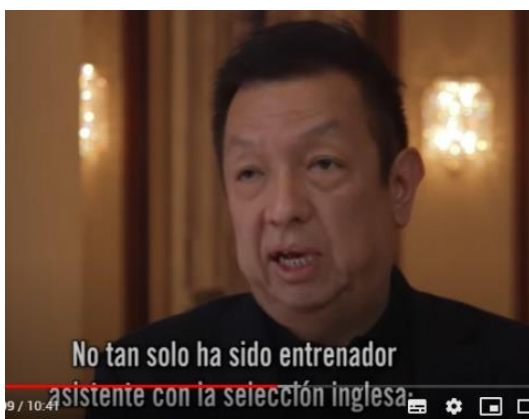 No tan solo ha sido entrenador
asistente con la selección inglesa.
9 / 10:41